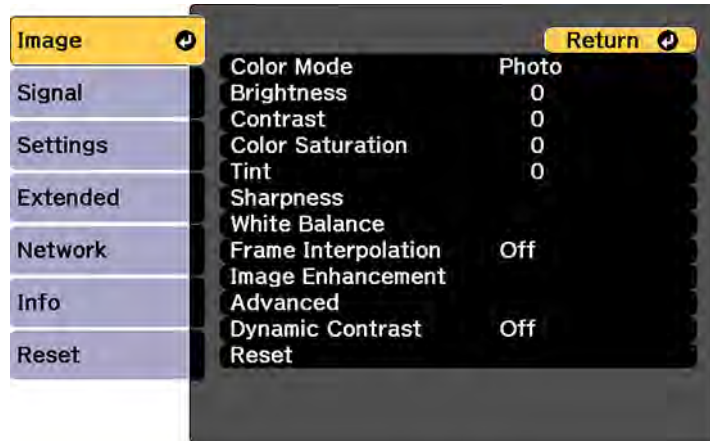 Image
Signal
Settings
Extended
Network
Info
Reset
Return
Color Mode Photo
Brightness 0
Contrast 0
Color Saturation 0
Tint 0
Sharpness
White Balance
Frame Interpolation Off
Image Enhancement
Advanced
Dynamic Contrast Off
Reset